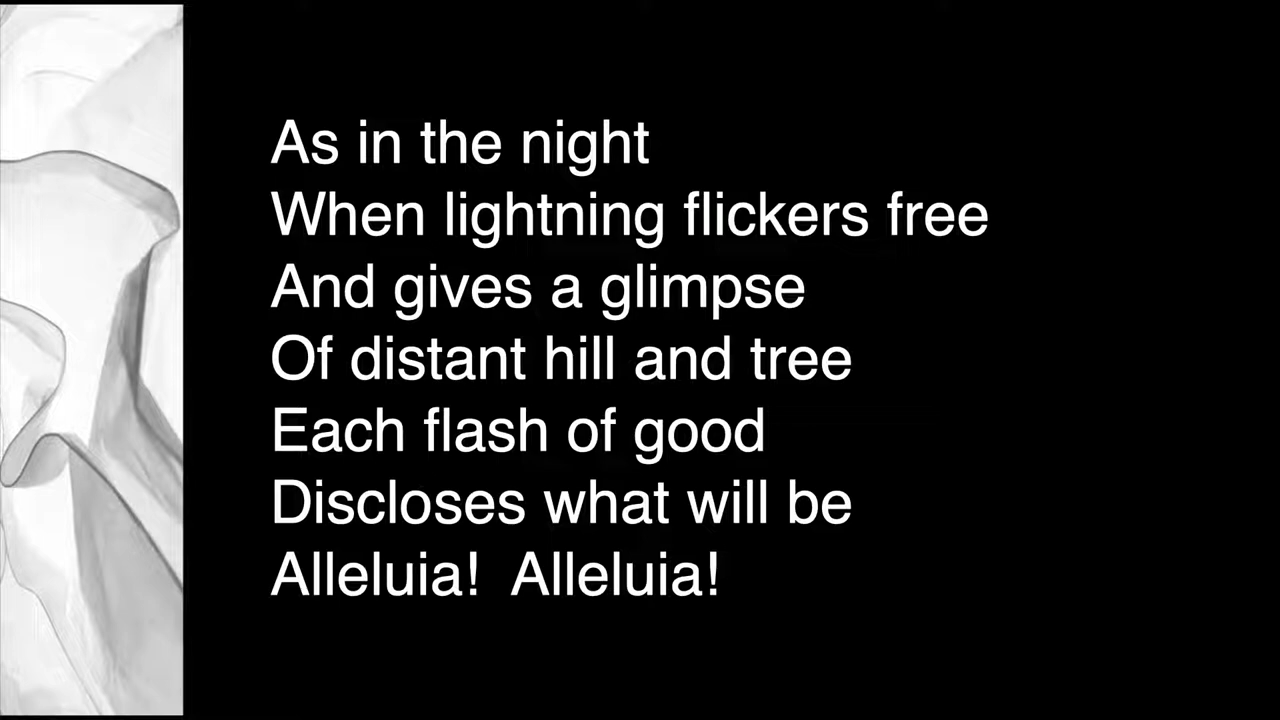 As in the night
When lightning flickers free
And gives a glimpse
Of distant hill and tree
Each flash of good
Discloses what will be
Alleluia!  Alleluia!